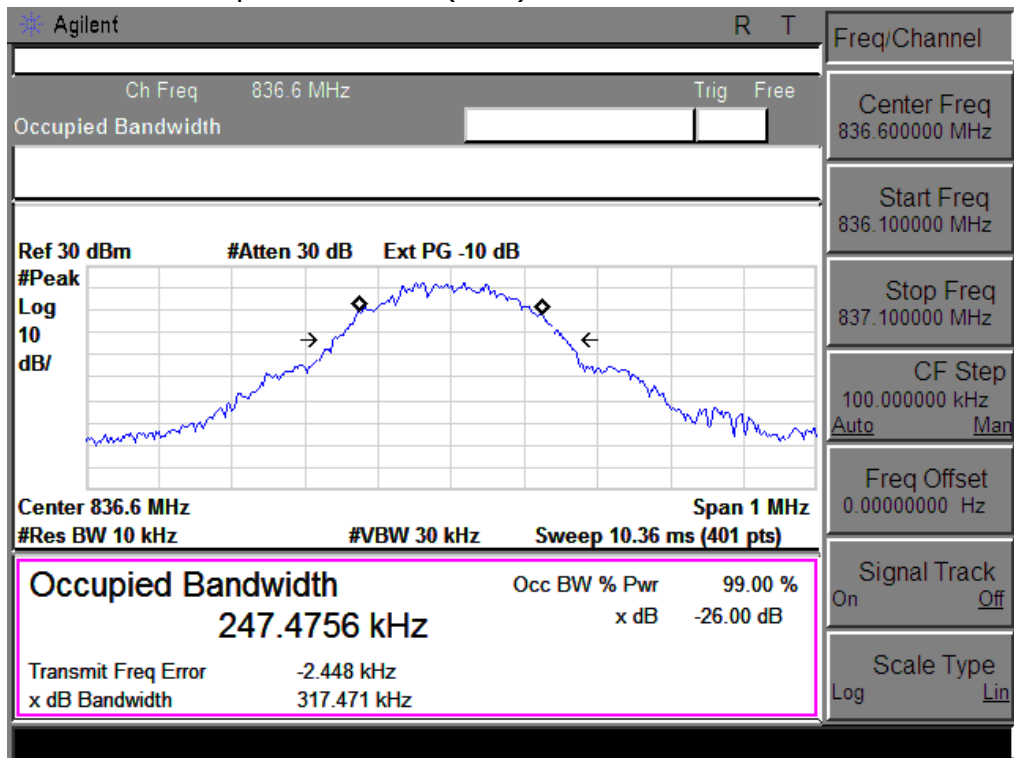 Agilent R T
Ch Freq 836.6 MHz Trig Free
Occupied Bandwidth
Ref 30 dBm #Atten 30 dB Ext PG -10 dB
#Peak
Log
10
dB/
Center 836.6 MHz Span 1 MHz
#Res BW 10 kHz #VBW 30 kHz Sweep 10.36 ms (401 pts)
Occupied Bandwidth
247.4756 kHz
Occ BW % Pwr 99.00 %
x dB -26.00 dB
Transmit Freq Error -2.448 kHz
x dB Bandwidth 317.471 kHz
Freq/Channel
Center Freq
836.600000 MHz
Start Freq
836.100000 MHz
Stop Freq
837.100000 MHz
CF Step
100.000000 kHz
Auto Man
Freq Offset
0.00000000 Hz
Signal Track
On Off
Scale Type
Log Lin